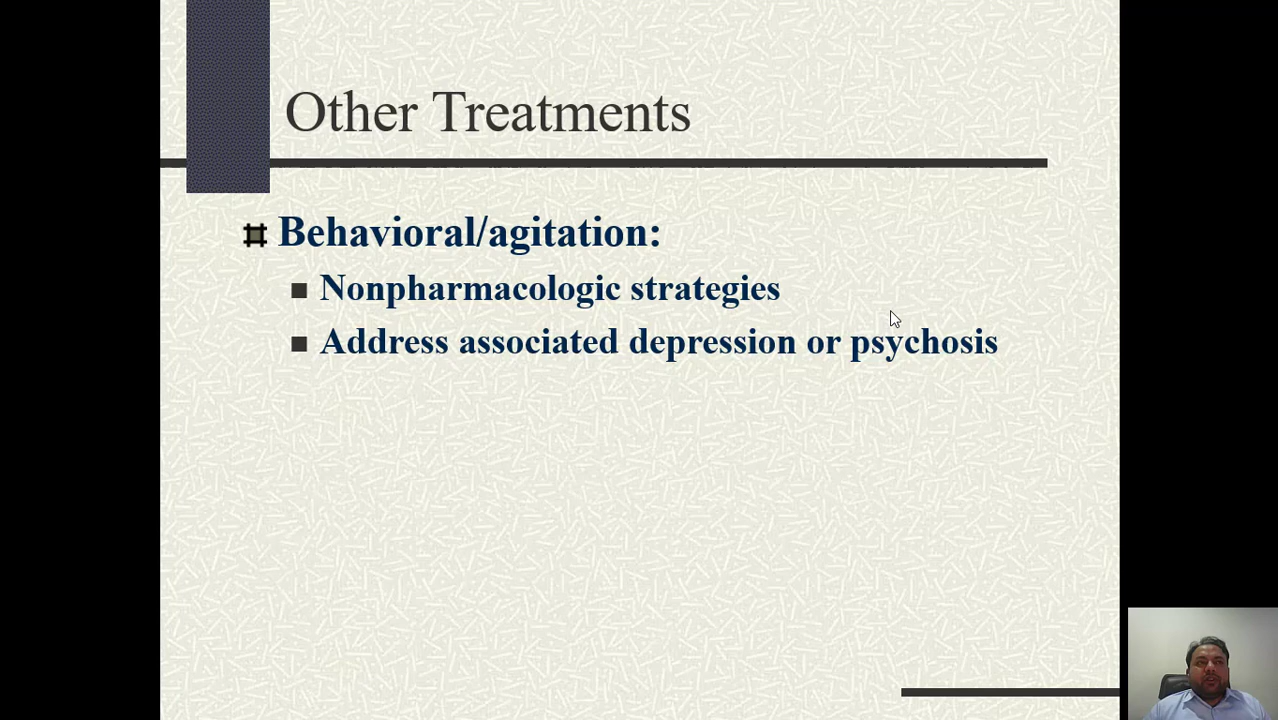 Other Treatments
Behavioral/agitation:
Nonpharmacologic strategies
Address associated depression or psychosis